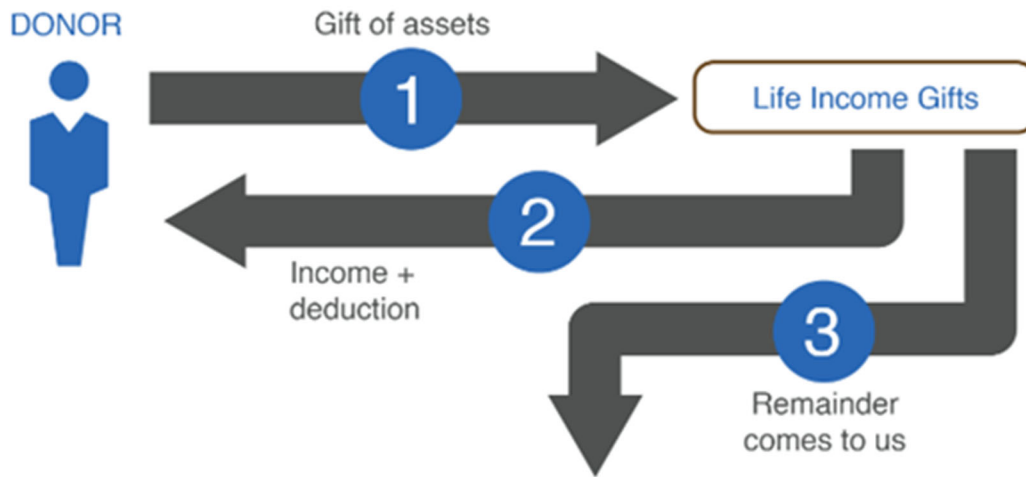 DONOR
Gift of assets
1
Life Income Gifts
2
Income +
deduction
3
Remainder
comes to us